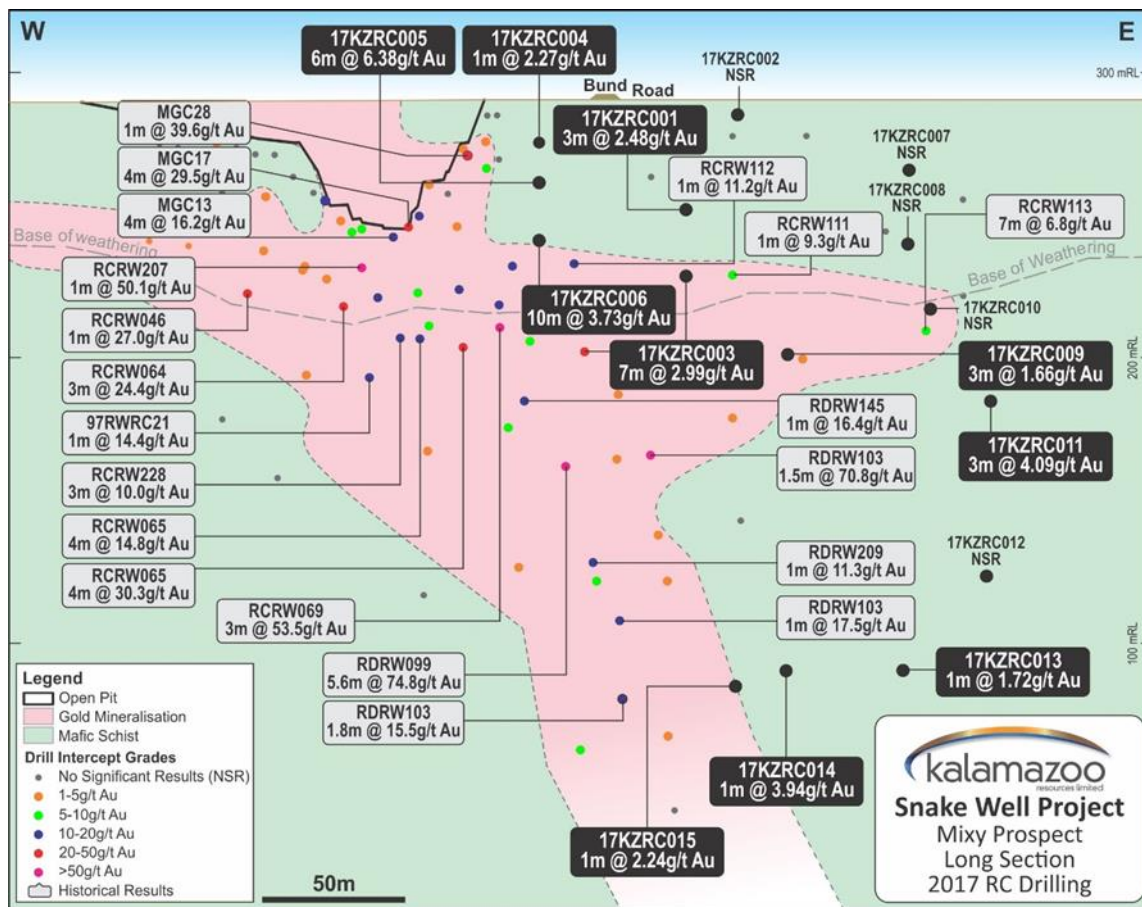 W
E
17KZRC005
6m @ 6.38g/t Au
17KZRC004
1m @ 2.27g/t Au
17KZRC002
NSR
300 mRL
Bund Road
MGC28
1m @ 39.6g/t Au
17KZRC001
3m @ 2.48g/t Au
17KZRC007
NSR
MGC17
4m @ 29.5g/t Au
RCRW112
1m @ 11.2g/t Au
17KZRC008
NSR
MGC13
4m @ 16.2g/t Au
RCRW111
1m @ 9.3g/t Au
RCRW113
7m @ 6.8g/t Au
Base of weathering
Base of Weathering
RCRW207
1m @ 50.1g/t Au
17KZRC006
10m @ 3.73g/t Au
17KZRC010
NSR
RCRW046
1m @ 27.0g/t Au
17KZRC003
7m @ 2.99g/t Au
17KZRC009
3m @ 1.66g/t Au
200 mRL
RCRW064
3m @ 24.4g/t Au
97RWRC21
1m @ 14.4g/t Au
RDRW145
1m @ 16.4g/t Au
17KZRC011
3m @ 4.09g/t Au
RCRW228
3m @ 10.0g/t Au
RDRW103
1.5m @ 70.8g/t Au
RCRW065
4m @ 14.8g/t Au
17KZRC012
NSR
RCRW065
4m @ 30.3g/t Au
RDRW209
1m @ 11.3g/t Au
RCRW069
3m @ 53.5g/t Au
RDRW103
1m @ 17.5g/t Au
100 mRL
RDRW099
5.6m @ 74.8g/t Au
17KZRC013
1m @ 1.72g/t Au
RDRW103
1.8m @ 15.5g/t Au
17KZRC014
1m @ 3.94g/t Au
17KZRC015
1m @ 2.24g/t Au
Legend
Open Pit
Gold Mineralisation
Mafic Schist
Drill Intercept Grades
No Significant Results (NSR)
1-5g/t Au
5-10g/t Au
10-20g/t Au
20-50g/t Au
>50g/t Au
Historical Results
50m
kalamazoo
resources limited
Snake Well Project
Mixy Prospect
Long Section
2017 RC Drilling